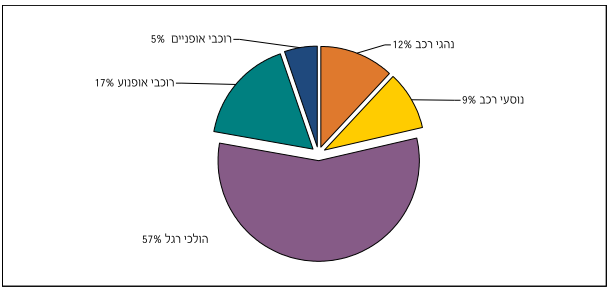 רוכבי אופניים 5%
נהגי רכב 12%
רוכבי אופנוע 17%
נוסעי רכב 9%
הולכי רגל 57%